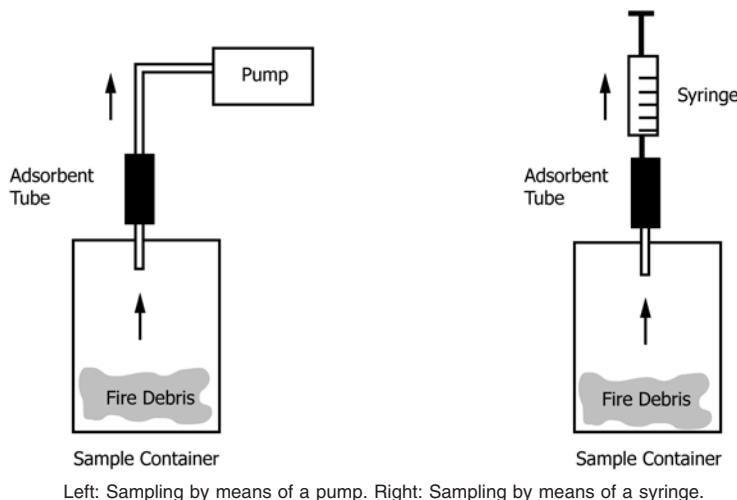 Pump
Adsorbent
Tube
Fire Debris
Sample Container
Syringe
Adsorbent
Tube
Fire Debris
Sample Container
Left: Sampling by means of a pump. Right: Sampling by means of a syringe.